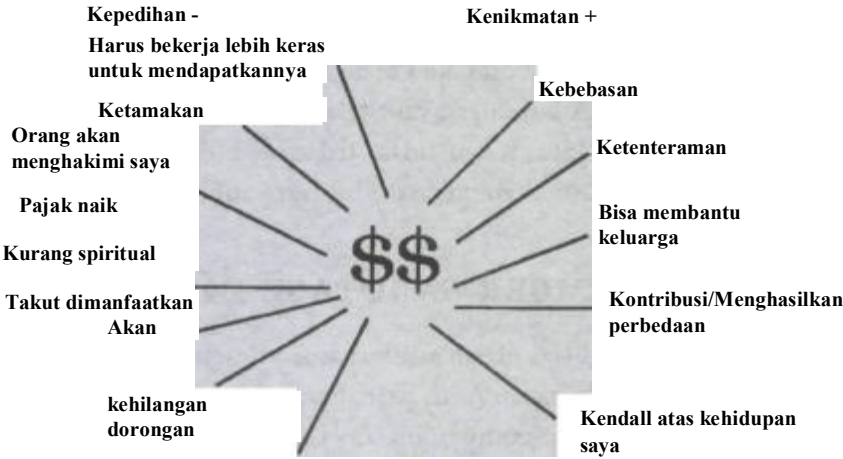 Kepedihan -
Kenikmatan +
Harus bekerja lebih keras
untuk mendapatkannya
Kebebasan
Ketamakan
Orang akan
menghakimi saya
Ketenteraman
Pajak naik
Bisa membantu
keluarga
Kurang spiritual
$$
Takut dimanfaatkan
Akan
Kontribusi/Menghasilkan
perbedaan
kehilangan
dorongan
Kendall atas kehidupan
saya